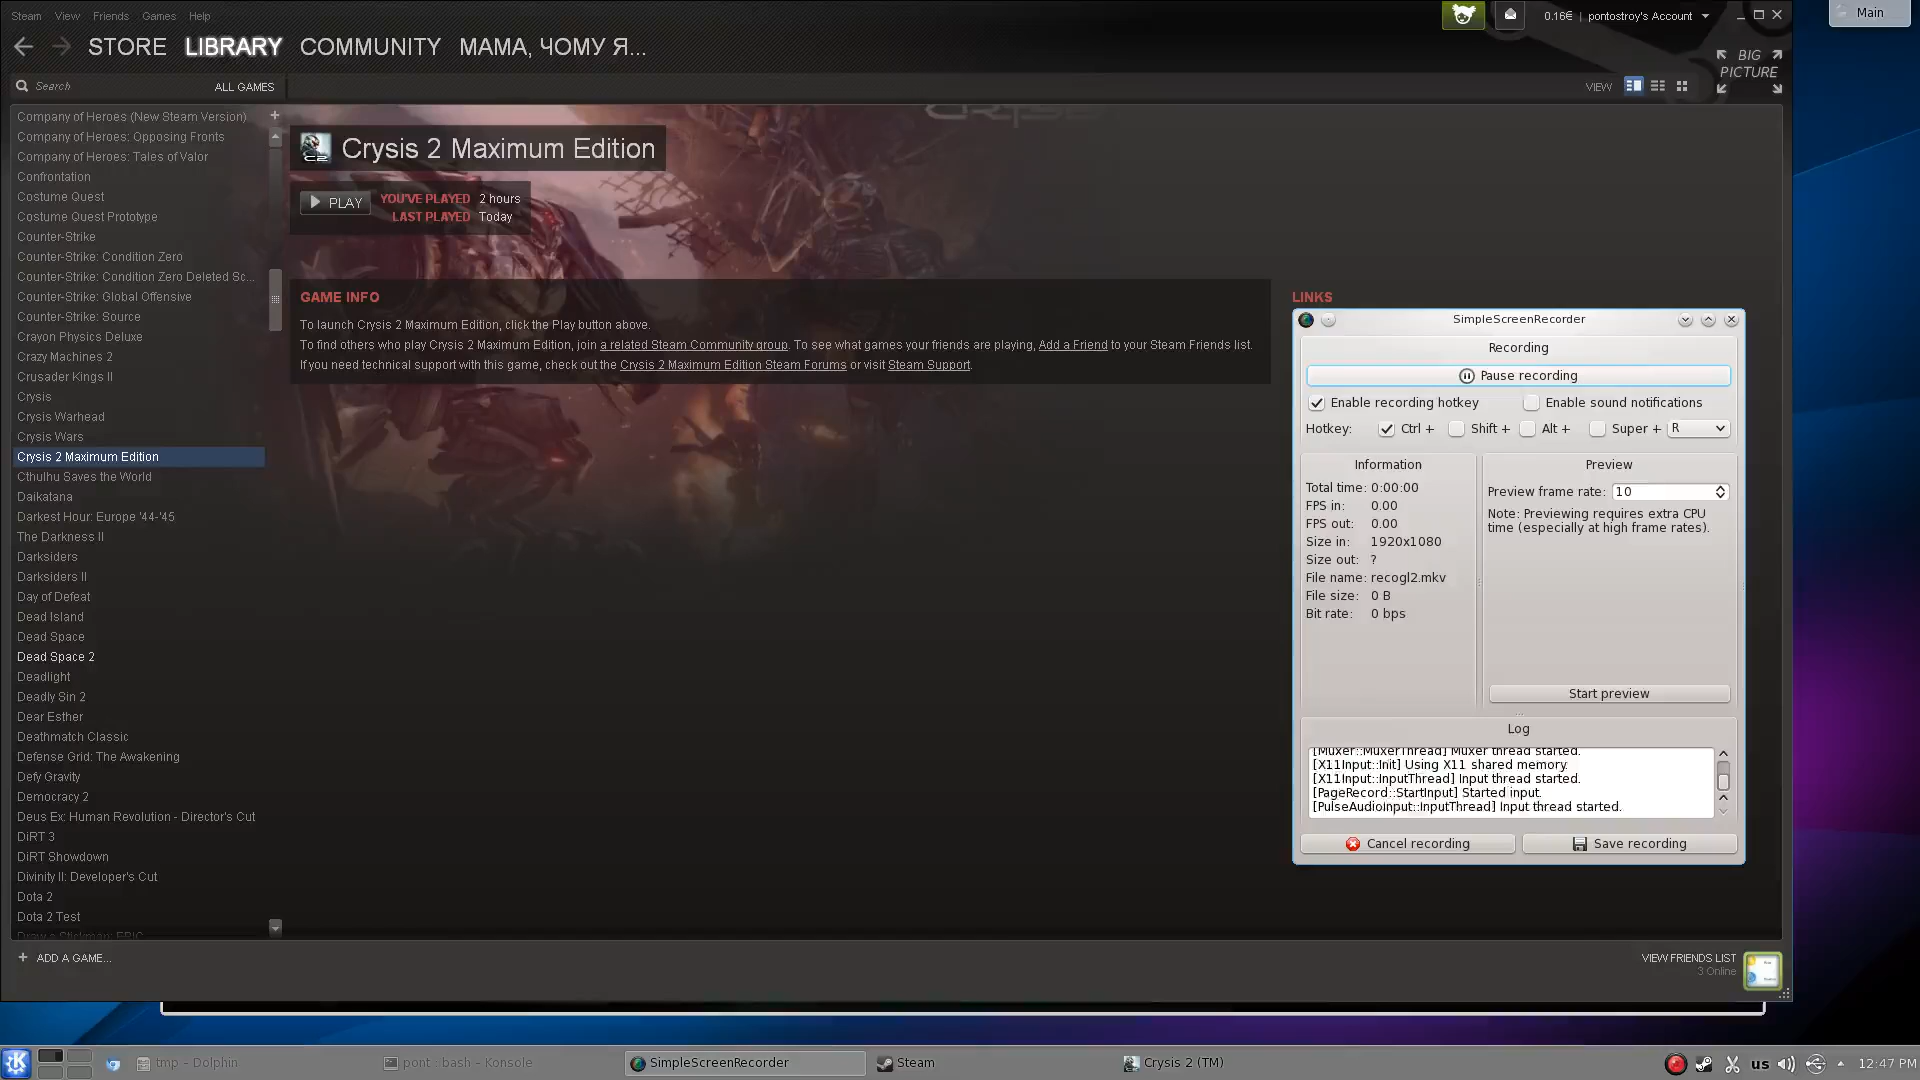 Steam View Friends Games Help
0.16€ | pontostroy's Account
Main
STORE LIBRARY COMMUNITY МАМА, ЧОМУ Я...
BIG
PICTURE
Search ALL GAMES
VIEW
Company of Heroes (New Steam Version)
Company of Heroes: Opposing Fronts
Company of Heroes: Tales of Valor
Confrontation
Costume Quest
Costume Quest Prototype
Counter-Strike
Counter-Strike: Condition Zero
Counter-Strike: Condition Zero Deleted Sc...
Counter-Strike: Global Offensive
Counter-Strike: Source
Crayon Physics Deluxe
Crazy Machines 2
Crusader Kings II
Crysis
Crysis Warhead
Crysis Wars
Crysis 2 Maximum Edition
Cthulhu Saves the World
Daikatana
Darkest Hour: Europe '44-'45
The Darkness II
Darksiders
Darksiders II
Day of Defeat
Dead Island
Dead Space
Dead Space 2
Deadlight
Deadly Sin 2
Dear Esther
Deathmatch Classic
Defense Grid: The Awakening
Defy Gravity
Democracy 2
Deus Ex: Human Revolution - Director's Cut
DiRT 3
DiRT Showdown
Divinity II: Developer's Cut
Dota 2
Dota 2 Test
Draw a Stickman: EPIC
+ ADD A GAME...
Crysis 2 Maximum Edition
PLAY
YOU'VE PLAYED 2 hours
LAST PLAYED Today
GAME INFO
To launch Crysis 2 Maximum Edition, click the Play button above.
To find others who play Crysis 2 Maximum Edition, join a related Steam Community group. To see what games your friends are playing, Add a Friend to your Steam Friends list.
If you need technical support with this game, check out the Crysis 2 Maximum Edition Steam Forums or visit Steam Support.
LINKS
SimpleScreenRecorder
Recording
Pause recording
Enable recording hotkey Enable sound notifications
Hotkey: Ctrl + Shift + Alt + Super + R
Information
Total time: 0:00:00
FPS in: 0.00
FPS out: 0.00
Size in: 1920x1080
Size out: ?
File name: recogl2.mkv
File size: 0 B
Bit rate: 0 bps
Preview
Preview frame rate: 10
Note: Previewing requires extra CPU
time (especially at high frame rates).
Start preview
Log
[Muxer::MuxerThread] Muxer thread started.
[X11Input::Init] Using X11 shared memory.
[X11Input::InputThread] Input thread started.
[PageRecord::StartInput] Started input.
[PulseAudioInput::InputThread] Input thread started.
Cancel recording Save recording
VIEW FRIENDS LIST
3 Online
tmp - Dolphin pont : bash - Konsole SimpleScreenRecorder Steam Crysis 2 (TM) us 12:47 PM